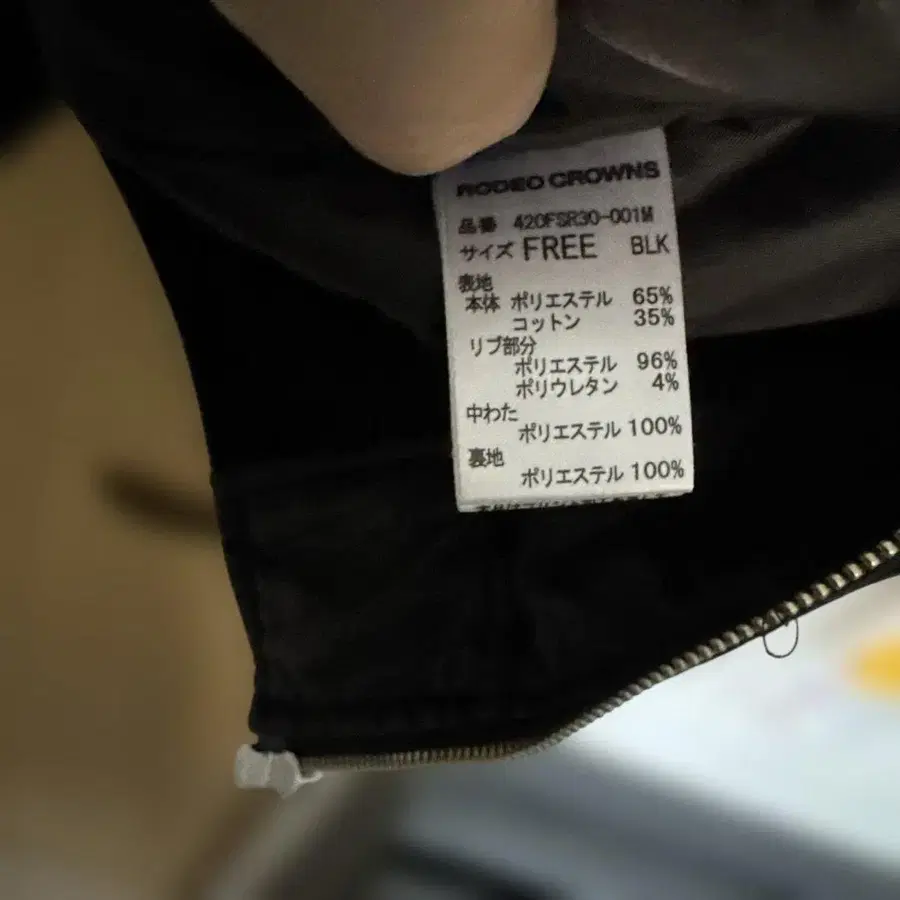 RODEO CROWNS
品番 420FSR30-001M
サイズ FREE BLK
表地
本体 ポリエステル 65%
コットン 35%
リブ部分
ポリエステル 96%
ポリウレタン 4%
中わた
ポリエステル 100%
裏地
ポリエステル 100%